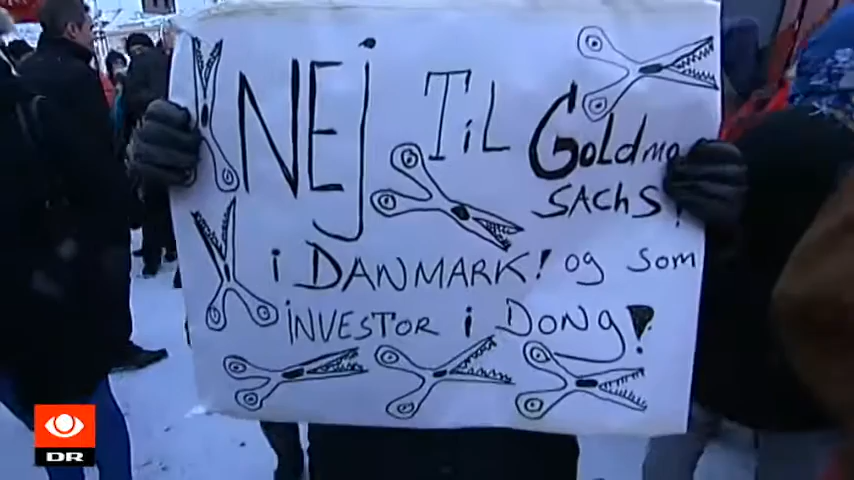 NEj TiL GOldma
SAChS!
i DANMARK! og som
INVESTOR i DONg!
DR